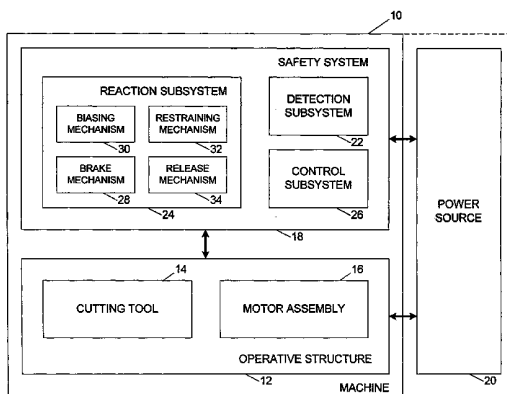 10
SAFETY SYSTEM
REACTION SUBSYSTEM
BIASING
MECHANISM
30
RESTRAINING
MECHANISM
32
BRAKE
MECHANISM
28
RELEASE
MECHANISM
34
24
DETECTION
SUBSYSTEM
22
CONTROL
SUBSYSTEM
26
18
14
CUTTING TOOL
16
MOTOR ASSEMBLY
OPERATIVE STRUCTURE
12
MACHINE
POWER
SOURCE
20